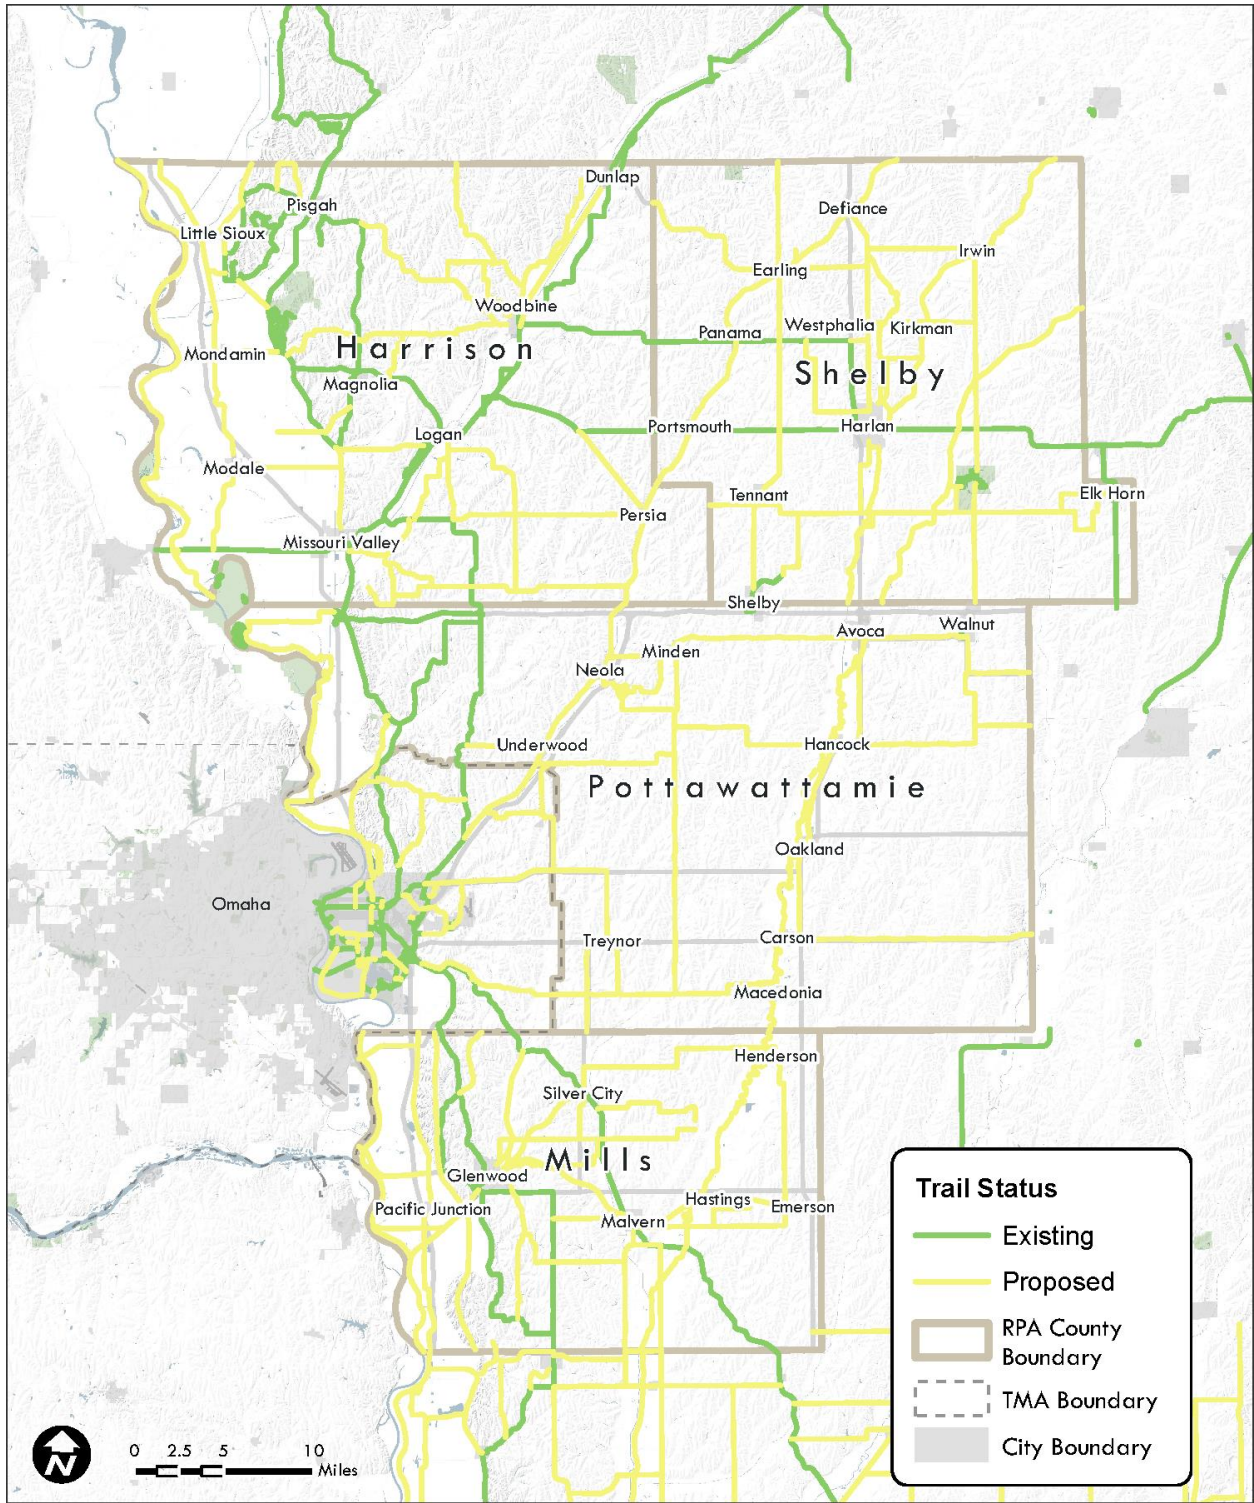 Dunlap
Pisgah
Defiance
Little Sioux
Irwin
Earling
Woodbine
Panama
Westphalia
Kirkman
Harrison
Mondamin
Shelby
Magnolia
Logan
Portsmouth
Harlan
Modale
Tennant
Elk Horn
Persia
Missouri Valley
Shelby
Avoca
Walnut
Minden
Neola
Underwood
Hancock
Pottawattamie
Oakland
Omaha
Treynor
Carson
Macedonia
Henderson
Silver City
Mills
Glenwood
Hastings
Emerson
Pacific Junction
Malvern
Trail Status
Existing
Proposed
RPA County
Boundary
TMA Boundary
City Boundary
N
0 2.5 5 10
Miles